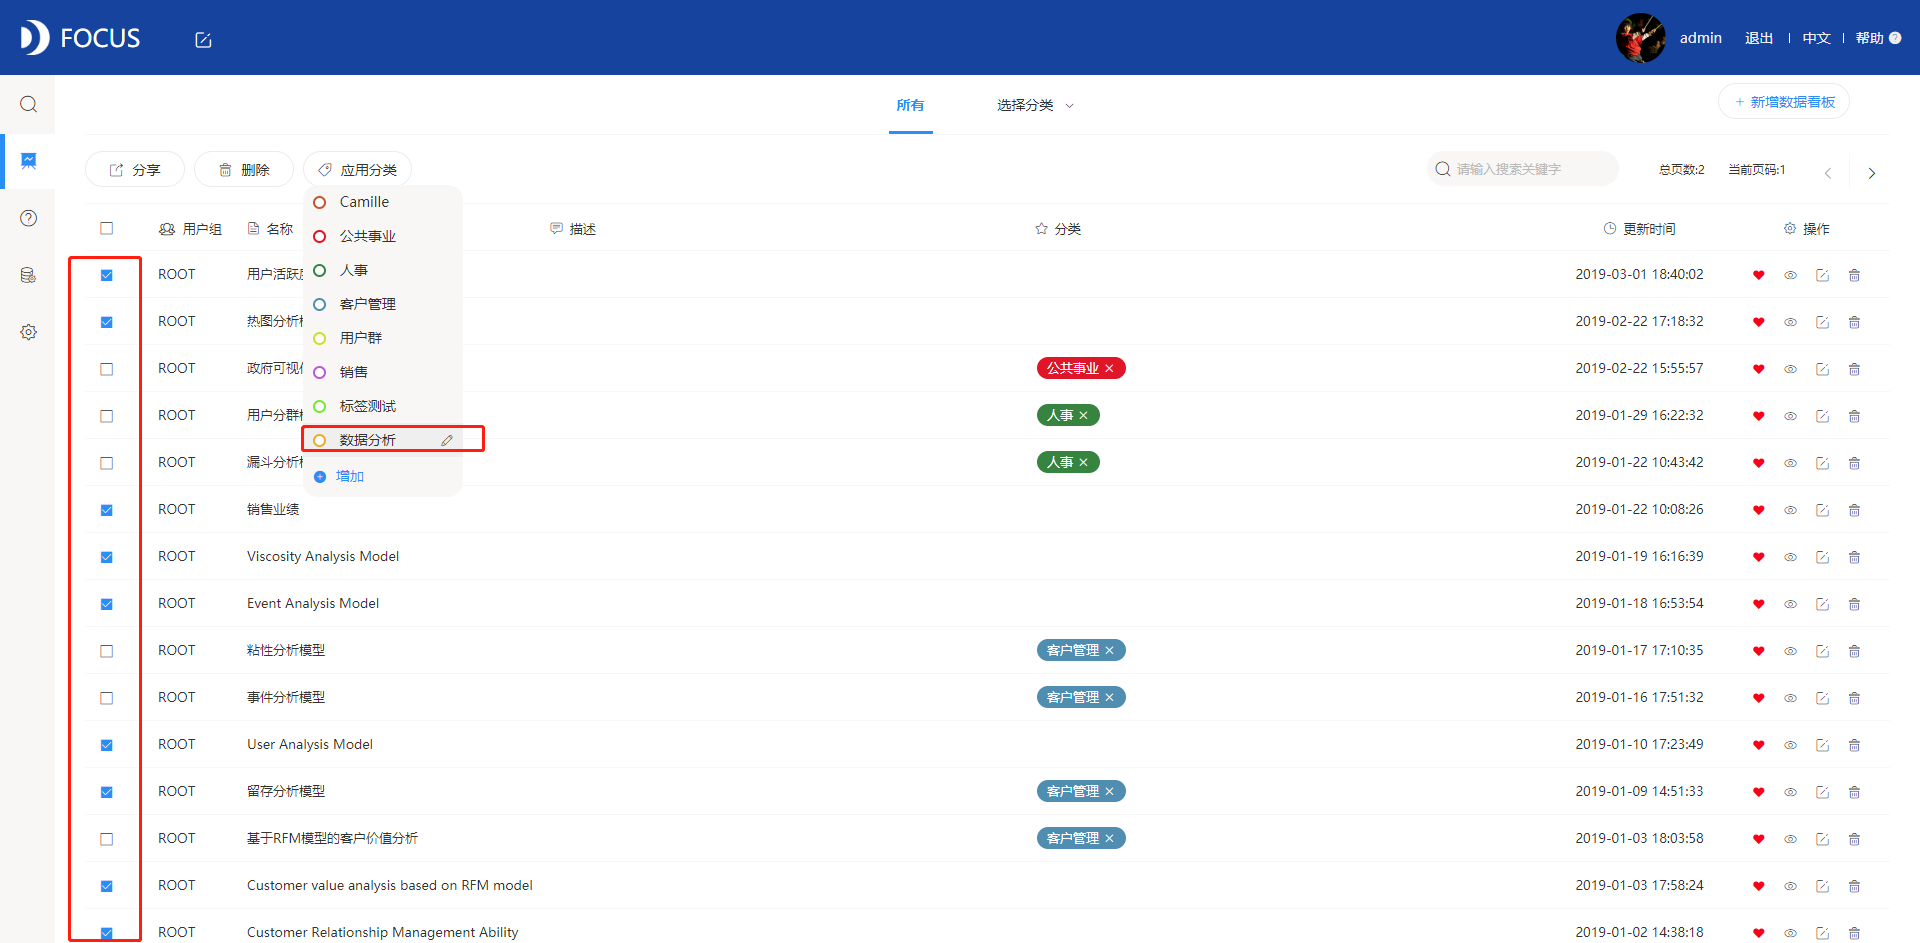 FOCUS
admin 退出 | 中文 | 帮助 ?
所有 选择分类
+ 新增数据看板
分享 删除 应用分类
请输入搜索关键字 总页数:2 当前页码:1
Camille
公共事业
人事
客户管理
用户群
销售
标签测试
数据分析
增加
用户组 名称 描述 分类 更新时间 操作
ROOT 用户活跃 2019-03-01 18:40:02
ROOT 热图分析 2019-02-22 17:18:32
ROOT 政府可视 公共事业 × 2019-02-22 15:55:57
ROOT 用户分群 人事 × 2019-01-29 16:22:32
ROOT 漏斗分析 人事 × 2019-01-22 10:43:42
ROOT 销售业绩 2019-01-22 10:08:26
ROOT Viscosity Analysis Model 2019-01-19 16:16:39
ROOT Event Analysis Model 2019-01-18 16:53:54
ROOT 粘性分析模型 客户管理 × 2019-01-17 17:10:35
ROOT 事件分析模型 客户管理 × 2019-01-16 17:51:32
ROOT User Analysis Model 2019-01-10 17:23:49
ROOT 留存分析模型 客户管理 × 2019-01-09 14:51:33
ROOT 基于RFM模型的客户价值分析 客户管理 × 2019-01-03 18:03:58
ROOT Customer value analysis based on RFM model 2019-01-03 17:58:24
ROOT Customer Relationship Management Ability 2019-01-02 14:38:18